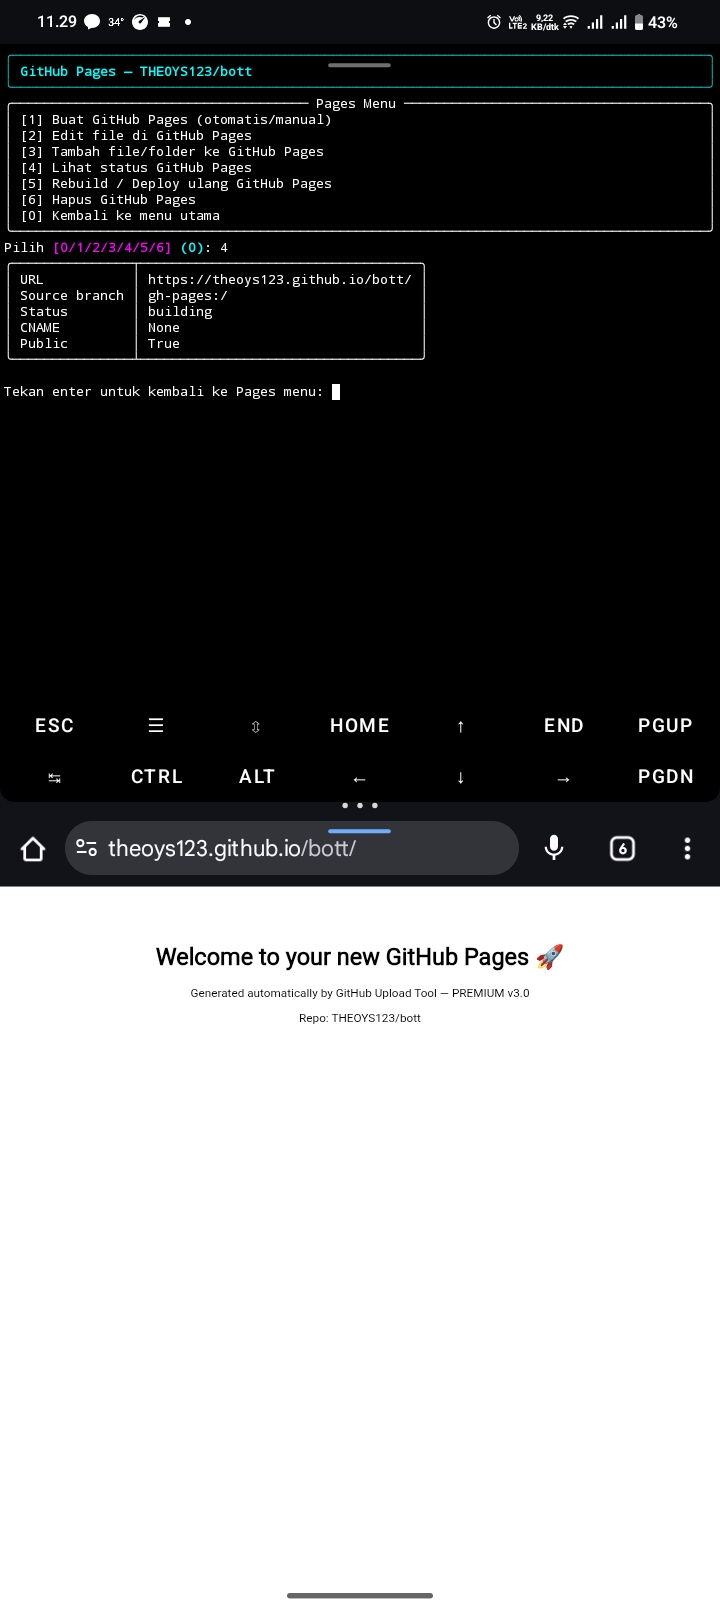 11.29 34° Vo) LTE2 9,22 KB/dtk 43%
GitHub Pages — THEOYS123/bott
Pages Menu
[1] Buat GitHub Pages (otomatis/manual)
[2] Edit file di GitHub Pages
[3] Tambah file/folder ke GitHub Pages
[4] Lihat status GitHub Pages
[5] Rebuild / Deploy ulang GitHub Pages
[6] Hapus GitHub Pages
[0] Kembali ke menu utama
Pilih [0/1/2/3/4/5/6] (0): 4
URL https://theoys123.github.io/bott/
Source branch gh-pages:/
Status building
CNAME None
Public True
Tekan enter untuk kembali ke Pages menu:
ESC ☰ ⇳ HOME ↑ END PGUP
↹ CTRL ALT ← ↓ → PGDN
theoys123.github.io/bott/ 6
Welcome to your new GitHub Pages 🚀
Generated automatically by GitHub Upload Tool — PREMIUM v3.0
Repo: THEOYS123/bott